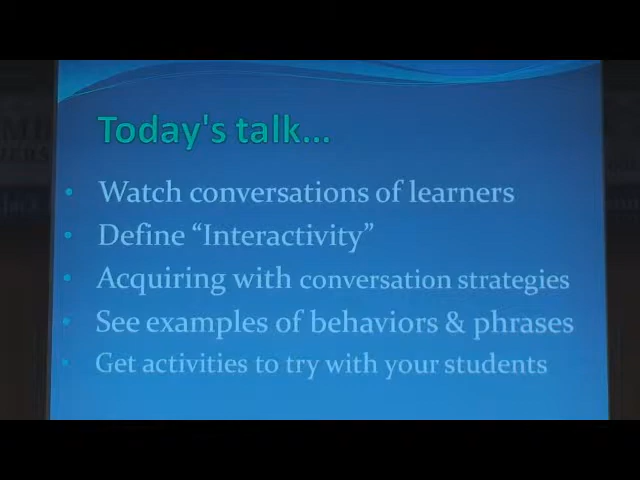 Today's talk...
• Watch conversations of learners
• Define “Interactivity”
• Acquiring with conversation strategies
• See examples of behaviors & phrases
• Get activities to try with your students